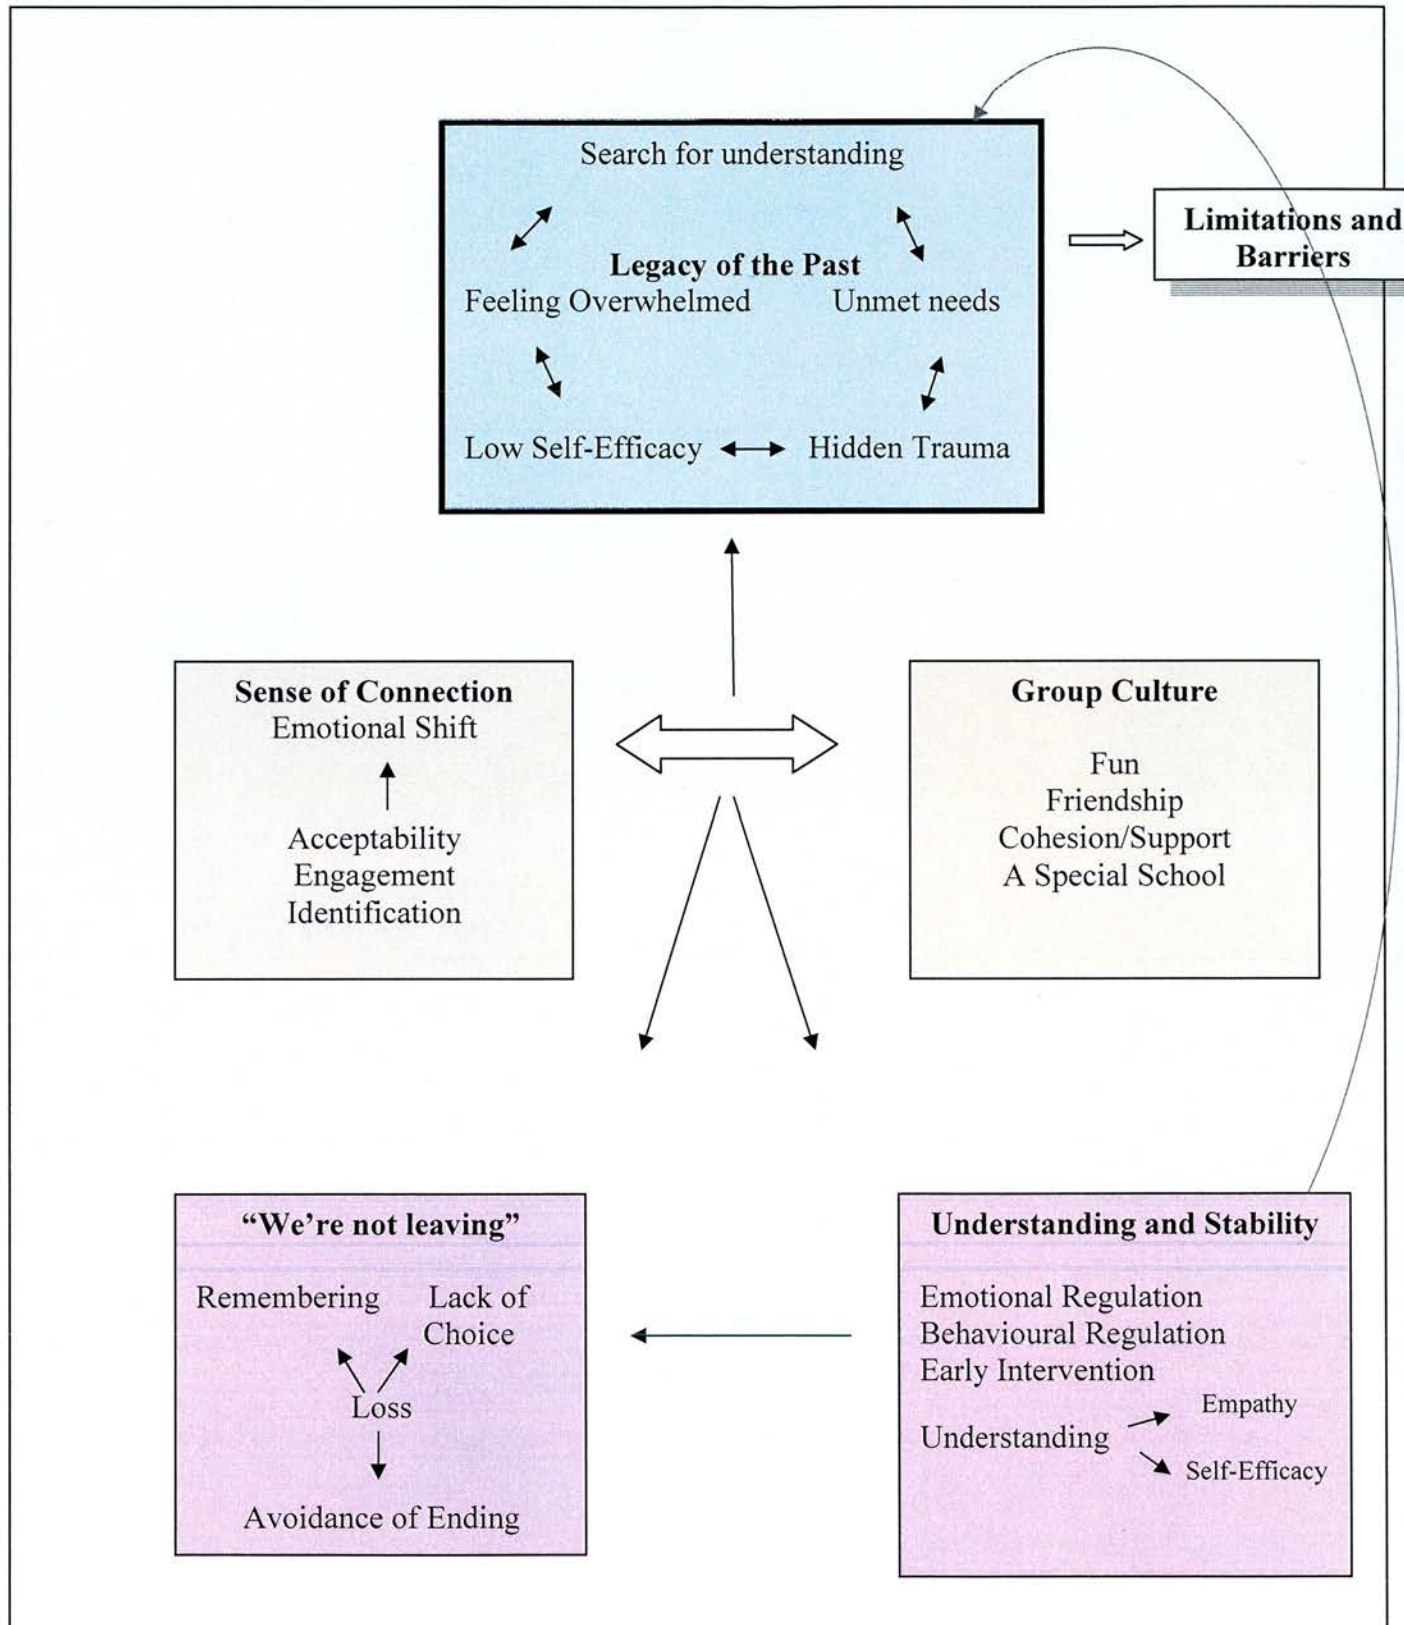 Search for understanding
Limitations and
Barriers
Legacy of the Past
Feeling Overwhelmed Unmet needs
Low Self-Efficacy Hidden Trauma
Sense of Connection
Emotional Shift
Acceptability
Engagement
Identification
Group Culture
Fun
Friendship
Cohesion/Support
A Special School
“We’re not leaving”
Remembering Lack of
Choice
Loss
Avoidance of Ending
Understanding and Stability
Emotional Regulation
Behavioural Regulation
Early Intervention
Empathy
Understanding
Self-Efficacy